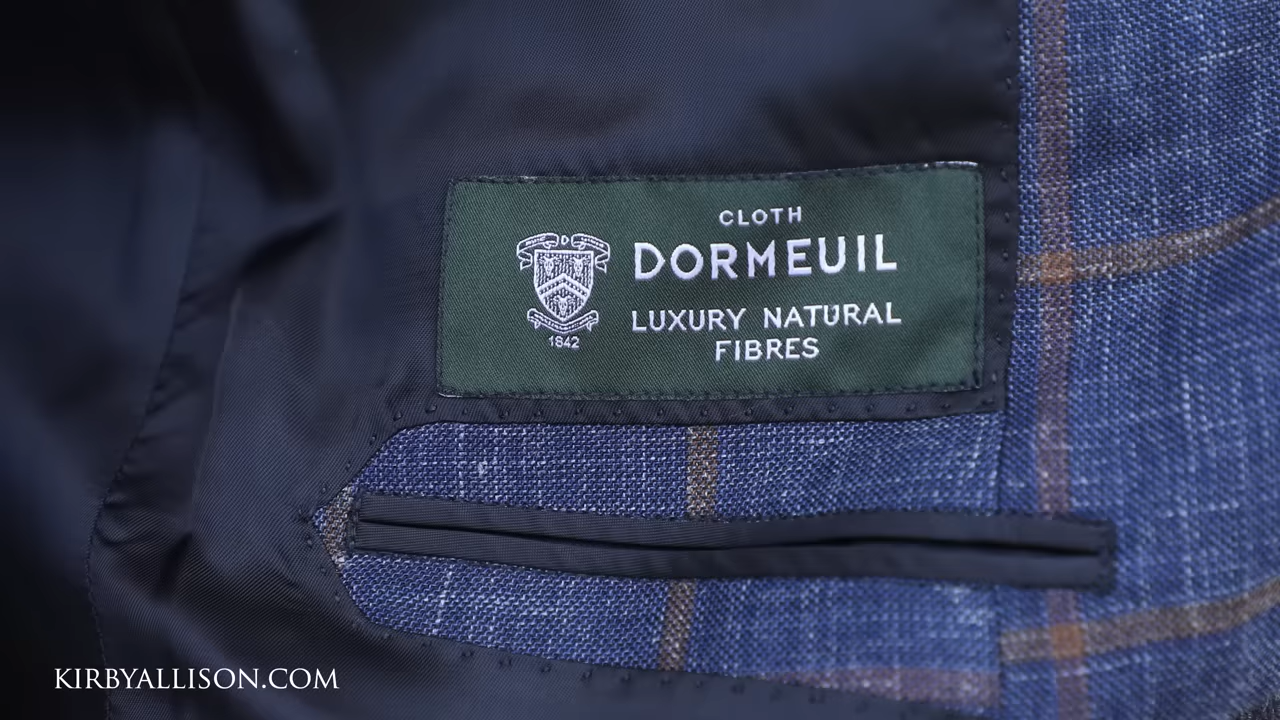 CLOTH
DORMEUIL
LUXURY NATURAL
FIBRES
D
1842
KIRBYALLISON.COM